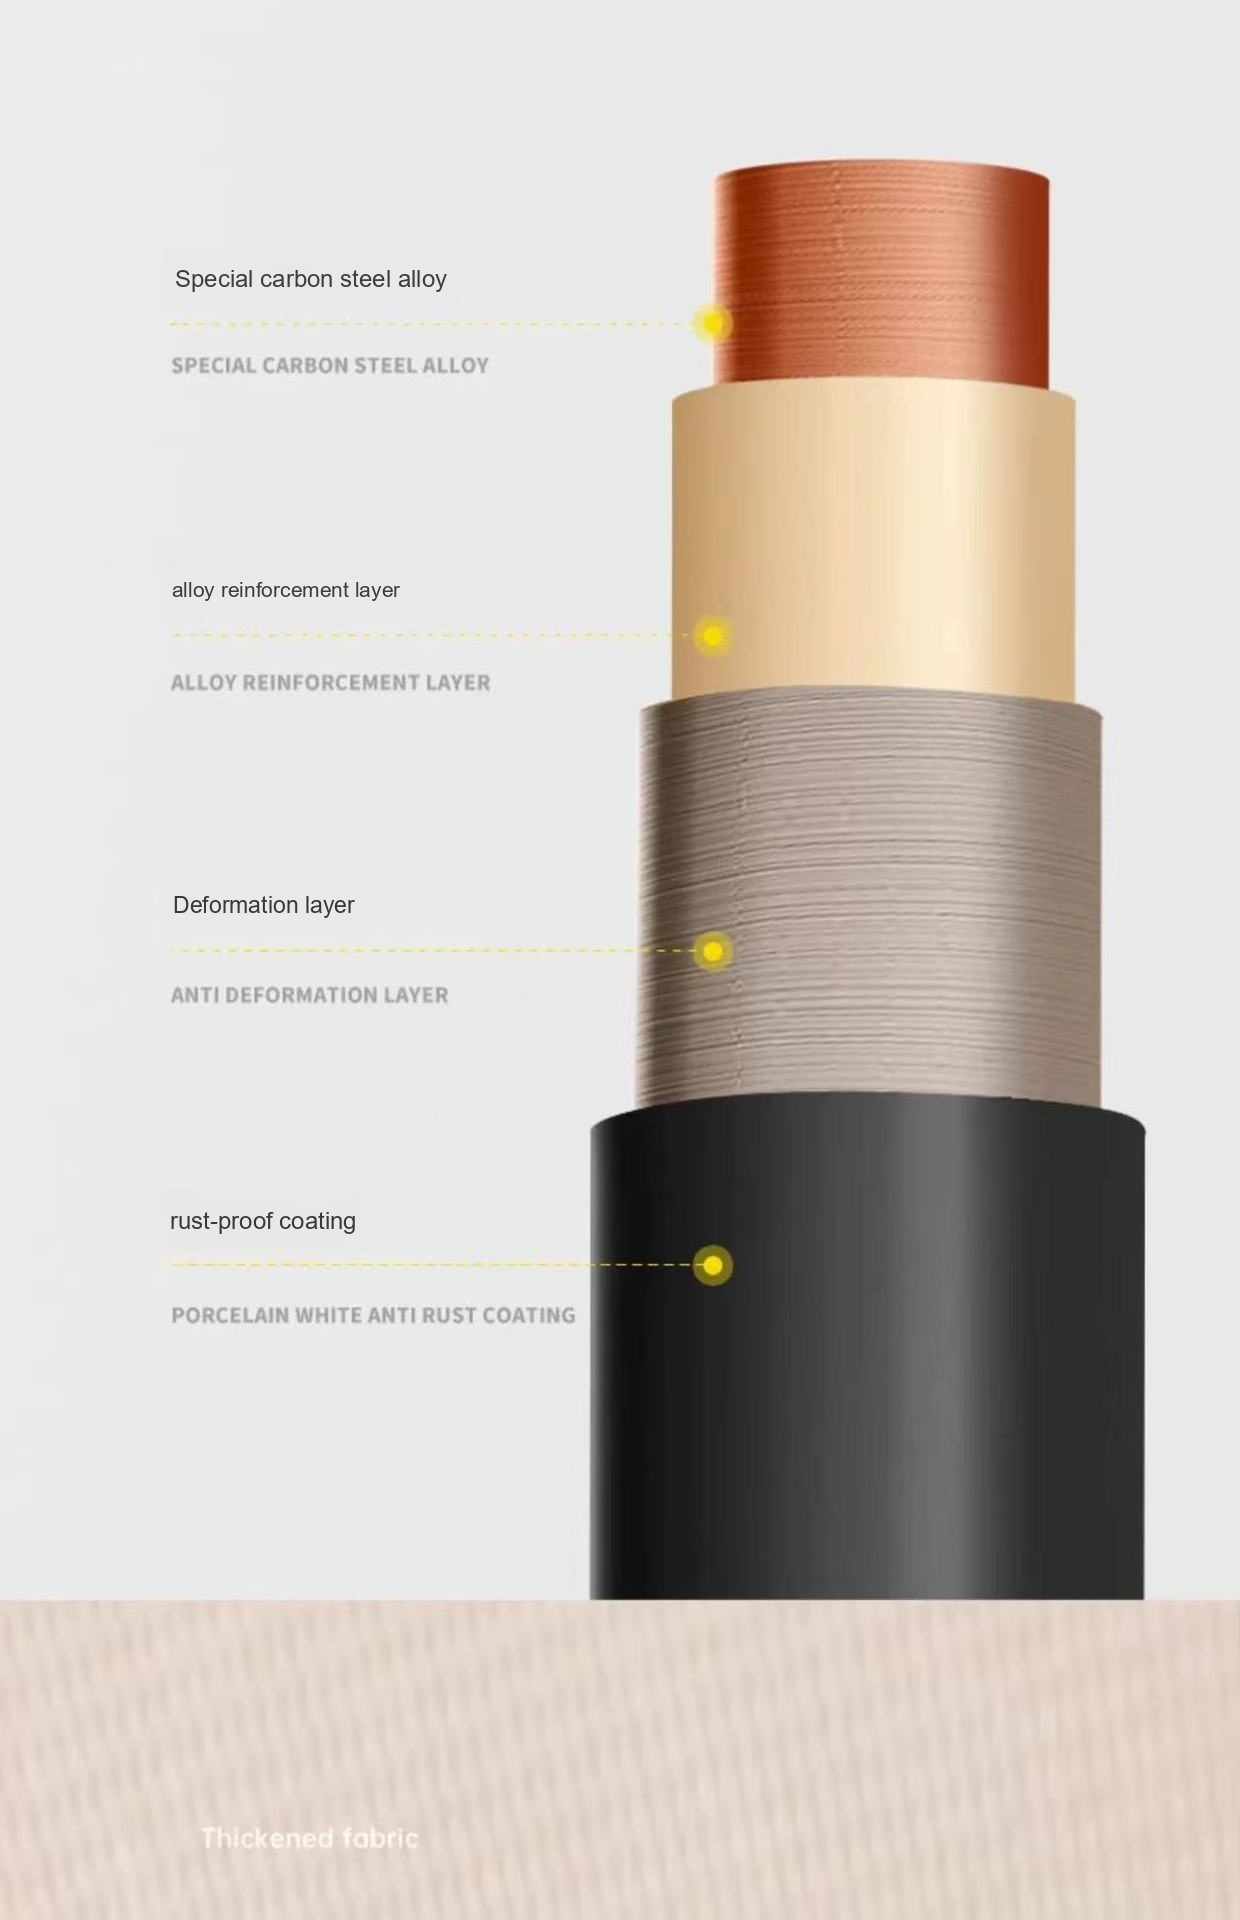 Special carbon steel alloy
SPECIAL CARBON STEEL ALLOY
alloy reinforcement layer
ALLOY REINFORCEMENT LAYER
Deformation layer
ANTI DEFORMATION LAYER
rust-proof coating
PORCELAIN WHITE ANTI RUST COATING
Thickened fabric